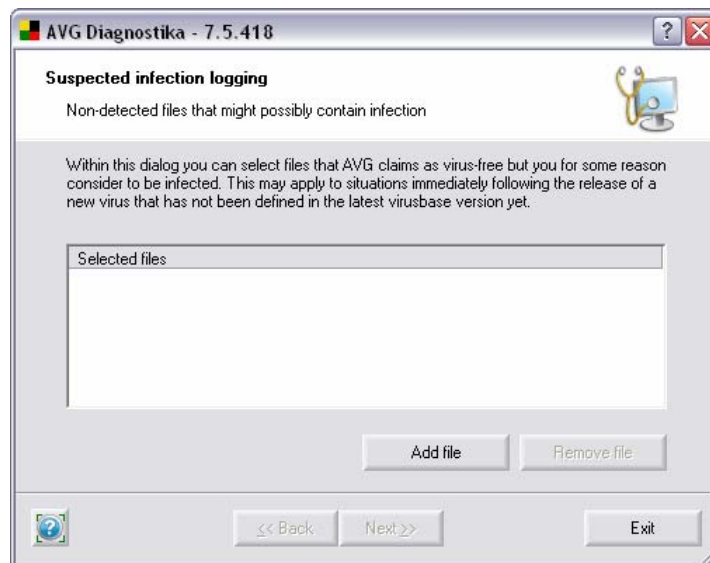 AVG Diagnostika - 7.5.418
Suspected infection logging
Non-detected files that might possibly contain infection
Within this dialog you can select files that AVG claims as virus-free but you for some reason
consider to be infected. This may apply to situations immediately following the release of a
new virus that has not been defined in the latest virusbase version yet.
Selected files
Add file
Remove file
<< Back
Next >>
Exit